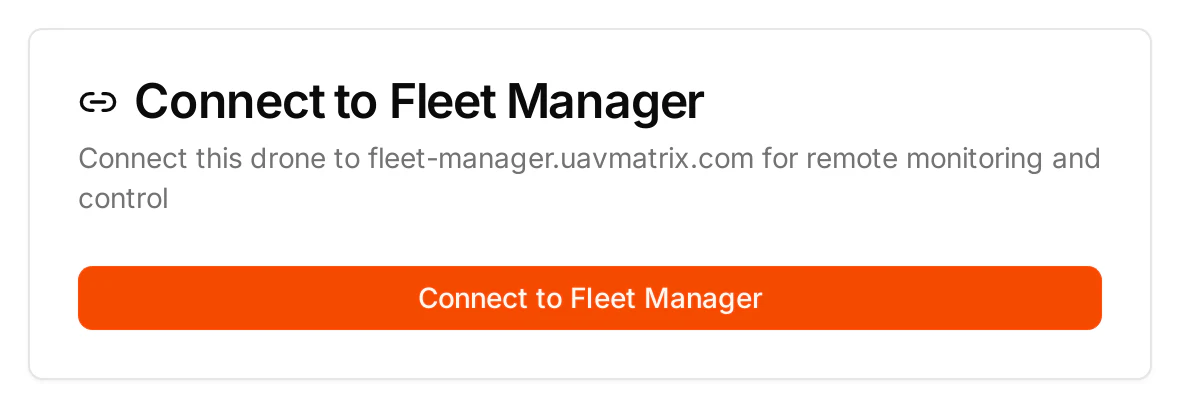 Connect to Fleet Manager
Connect this drone to fleet-manager.uavmatrix.com for remote monitoring and
control
Connect to Fleet Manager